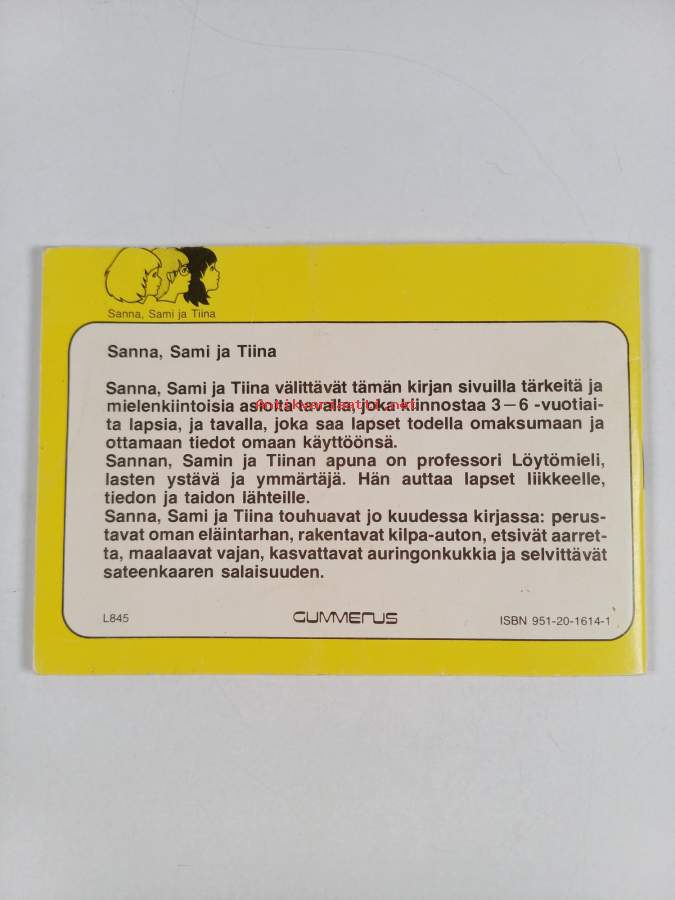 Sanna, Sami ja Tiina
Sanna, Sami ja Tiina
Sanna, Sami ja Tiina välittävät tämän kirjan sivuilla tärkeitä ja
mielenkiintoisia asioita tavalla, joka kiinnostaa 3—6 -vuotiai-
ta lapsia, ja tavalla, joka saa lapset todella omaksumaan ja
ottamaan tiedot omaan käyttöönsä.
Sannan, Samin ja Tiinan apuna on professori Löytömieli,
lasten ystävä ja ymmärtäjä. Hän auttaa lapset liikkeelle,
tiedon ja taidon lähteille.
Sanna, Sami ja Tiina touhuavat jo kuudessa kirjassa: perus-
tavat oman eläintarhan, rakentavat kilpa-auton, etsivät aarret-
ta, maalaavat vajan, kasvattavat auringonkukkia ja selvittävät
sateenkaaren salaisuuden.
L845 GUMMERUS ISBN 951-20-1614-1